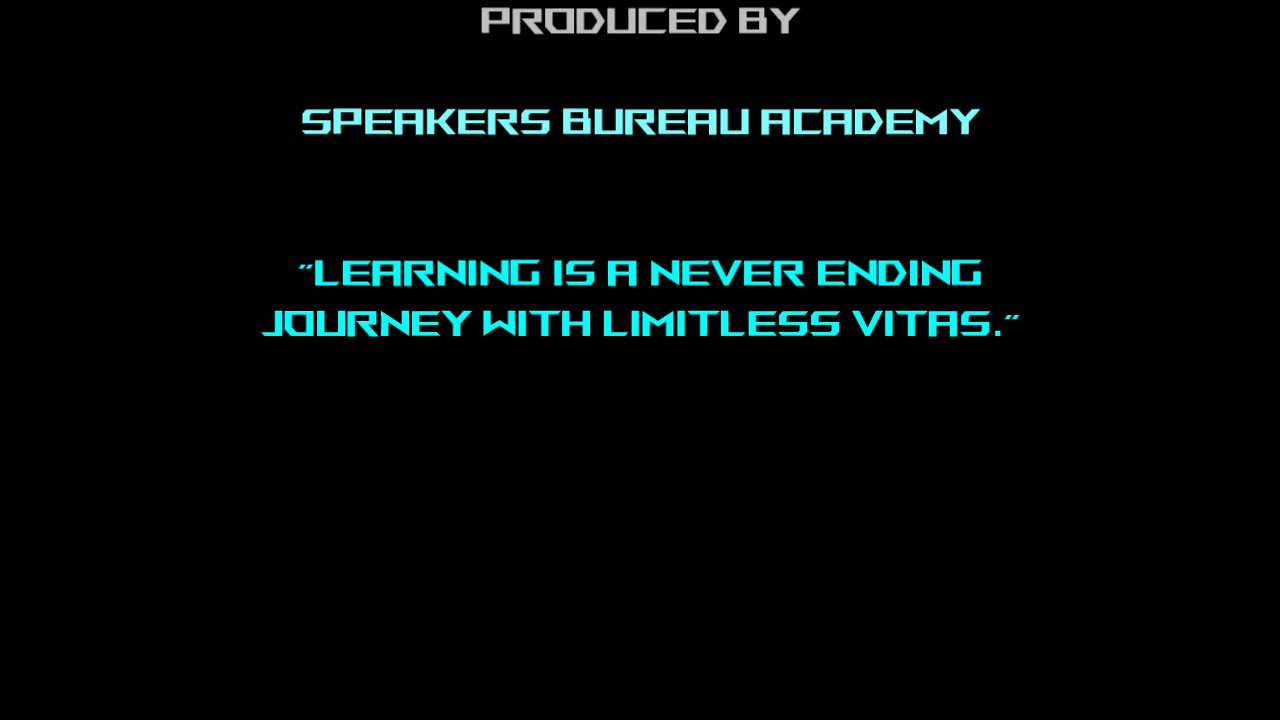 PRODUCED BY
SPEAKERS BUREAU ACADEMY
"LEARNING IS A NEVER ENDING
JOURNEY WITH LIMITLESS VITAS."